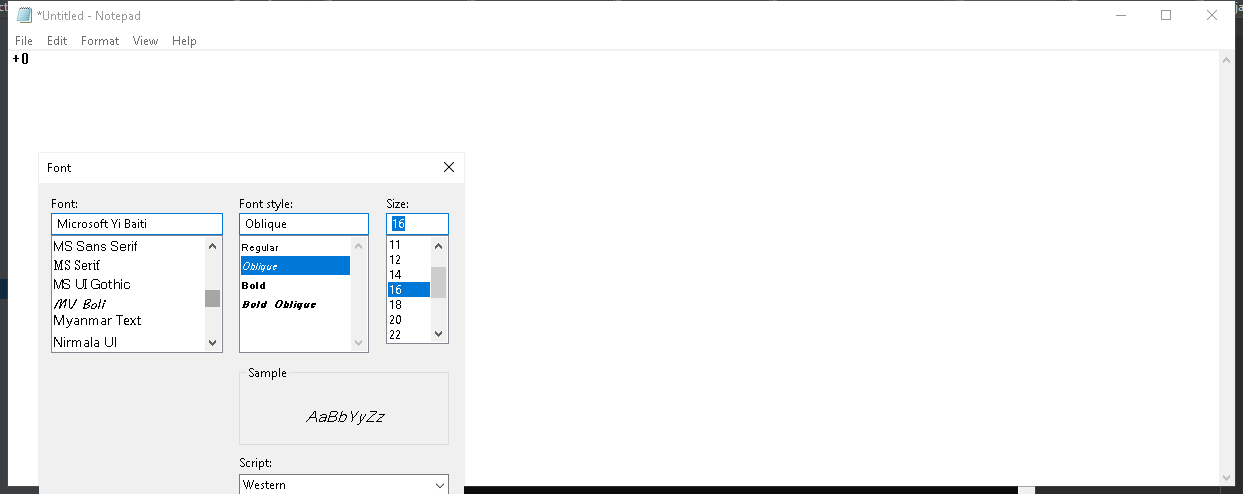 *Untitled - Notepad
File Edit Format View Help
+0
Font
Font: Font style: Size:
Microsoft Yi Baiti Oblique 16
MS Sans Serif Regular 11
MS Serif Oblique 12
MS UI Gothic Bold 14
MV Boli Bold Oblique 16
Myanmar Text 18
Nirmala UI 20
22
Sample
AaBbYyZz
Script:
Western